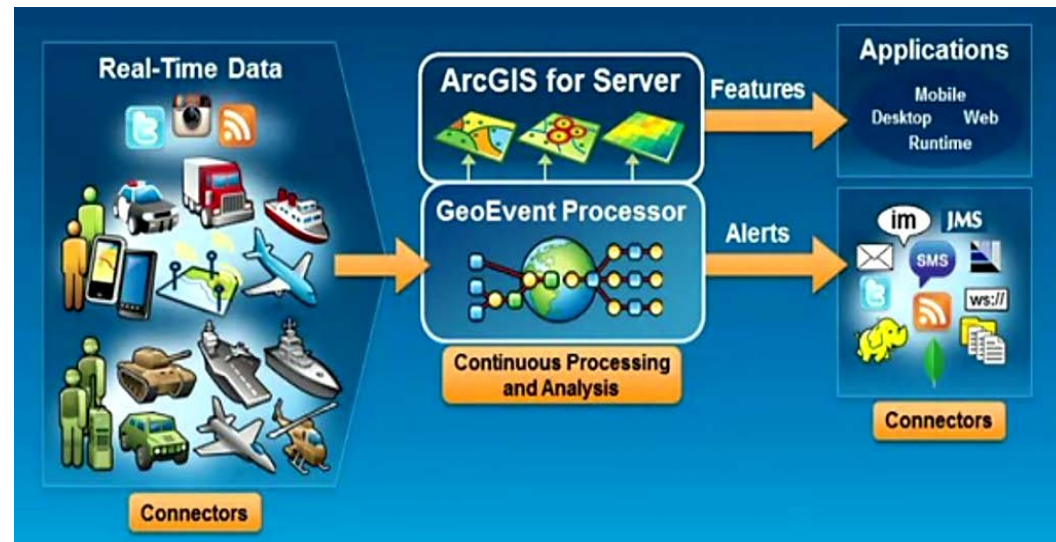 Real-Time Data
Connectors
ArcGIS for Server
GeoEvent Processor
Continuous Processing
and Analysis
Features
Alerts
Applications
Mobile
Desktop Web
Runtime
im JMS
SMS
ws://
Connectors